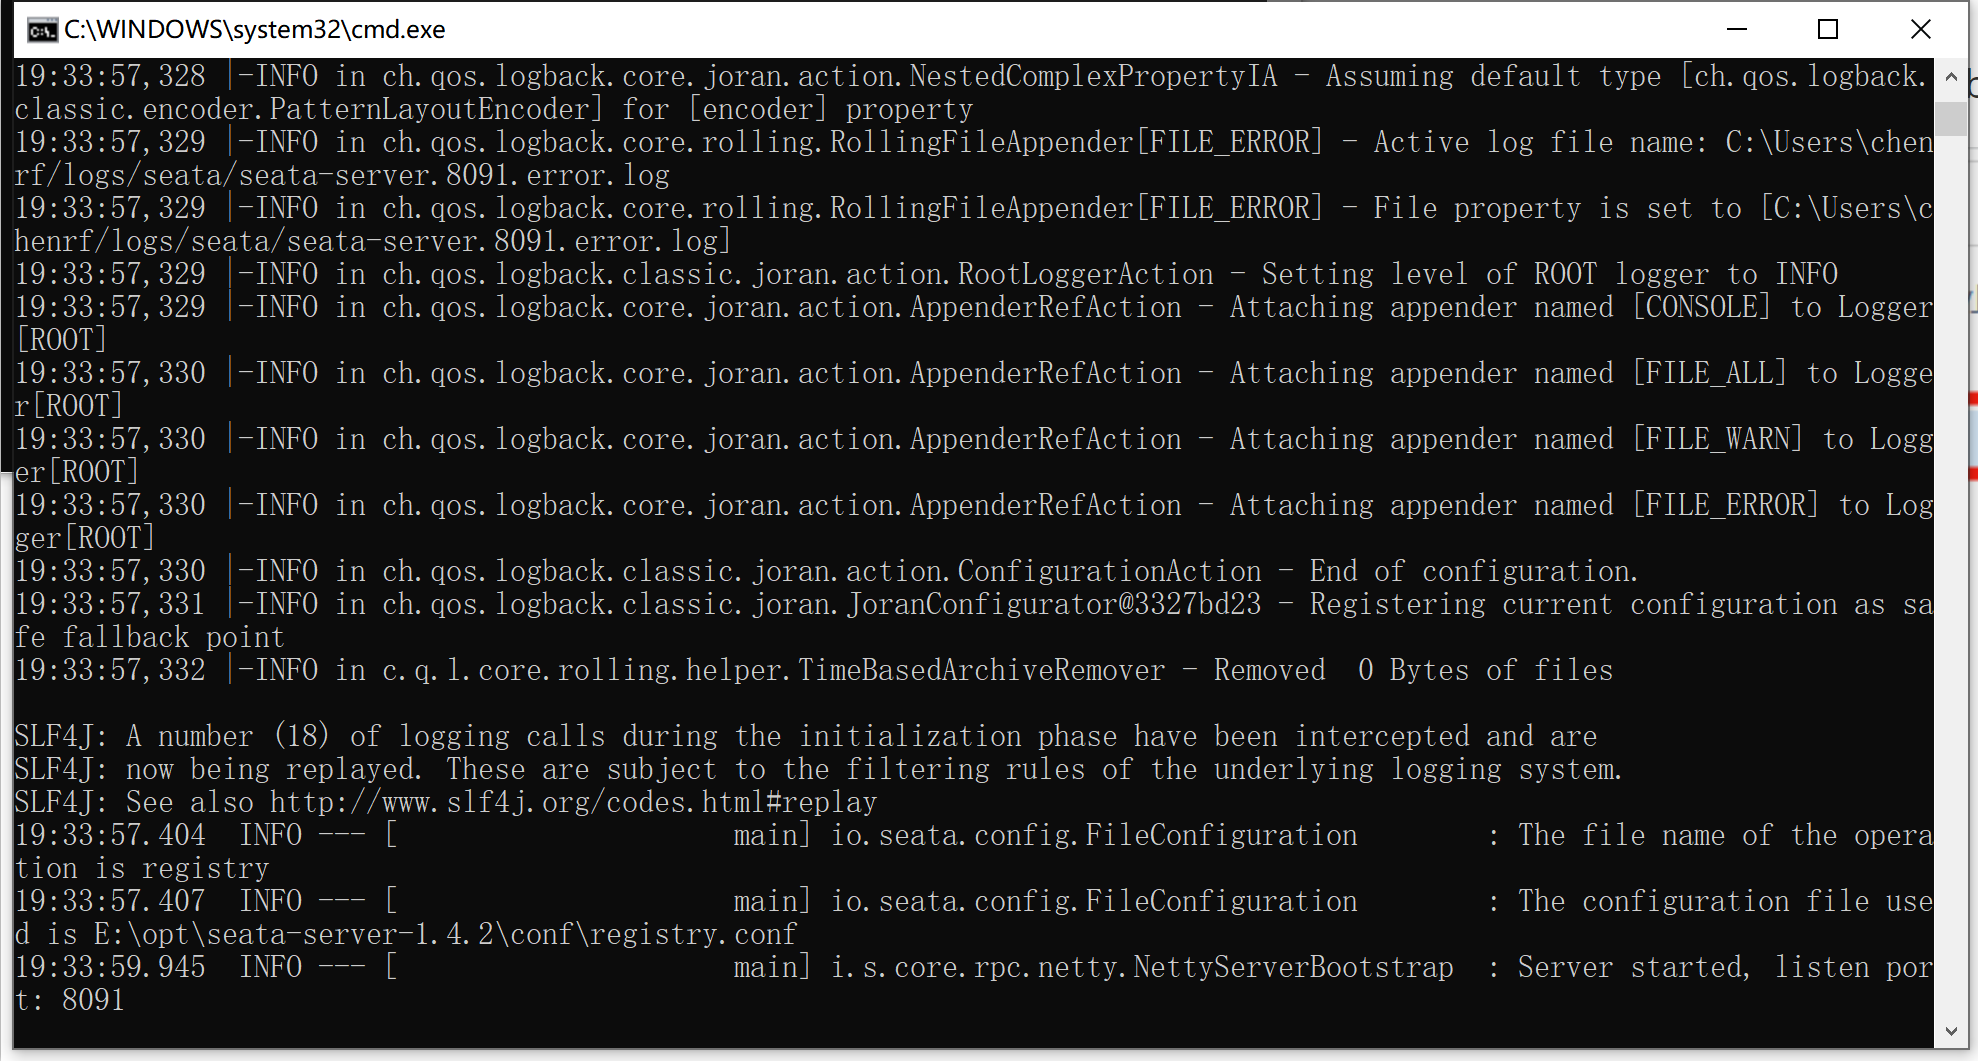 C:\WINDOWS\system32\cmd.exe
19:33:57,328 |-INFO in ch.qos.logback.core.joran.action.NestedComplexPropertyIA - Assuming default type [ch.qos.logback.
classic.encoder.PatternLayoutEncoder] for [encoder] property
19:33:57,329 |-INFO in ch.qos.logback.core.rolling.RollingFileAppender[FILE_ERROR] - Active log file name: C:\Users\chen
rf/logs/seata/seata-server.8091.error.log
19:33:57,329 |-INFO in ch.qos.logback.core.rolling.RollingFileAppender[FILE_ERROR] - File property is set to [C:\Users\c
henrf/logs/seata/seata-server.8091.error.log]
19:33:57,329 |-INFO in ch.qos.logback.classic.joran.action.RootLoggerAction - Setting level of ROOT logger to INFO
19:33:57,329 |-INFO in ch.qos.logback.core.joran.action.AppenderRefAction - Attaching appender named [CONSOLE] to Logger
[ROOT]
19:33:57,330 |-INFO in ch.qos.logback.core.joran.action.AppenderRefAction - Attaching appender named [FILE_ALL] to Logge
r[ROOT]
19:33:57,330 |-INFO in ch.qos.logback.core.joran.action.AppenderRefAction - Attaching appender named [FILE_WARN] to Logg
er[ROOT]
19:33:57,330 |-INFO in ch.qos.logback.core.joran.action.AppenderRefAction - Attaching appender named [FILE_ERROR] to Log
ger[ROOT]
19:33:57,330 |-INFO in ch.qos.logback.classic.joran.action.ConfigurationAction - End of configuration.
19:33:57,331 |-INFO in ch.qos.logback.classic.joran.JoranConfigurator@3327bd23 - Registering current configuration as sa
fe fallback point
19:33:57,332 |-INFO in c.q.l.core.rolling.helper.TimeBasedArchiveRemover - Removed  0 Bytes of files
SLF4J: A number (18) of logging calls during the initialization phase have been intercepted and are
SLF4J: now being replayed. These are subject to the filtering rules of the underlying logging system.
SLF4J: See also http://www.slf4j.org/codes.html#replay
19:33:57.404  INFO --- [                     main] io.seata.config.FileConfiguration        : The file name of the opera
tion is registry
19:33:57.407  INFO --- [                     main] io.seata.config.FileConfiguration        : The configuration file use
d is E:\opt\seata-server-1.4.2\conf\registry.conf
19:33:59.945  INFO --- [                     main] i.s.core.rpc.netty.NettyServerBootstrap  : Server started, listen por
t: 8091